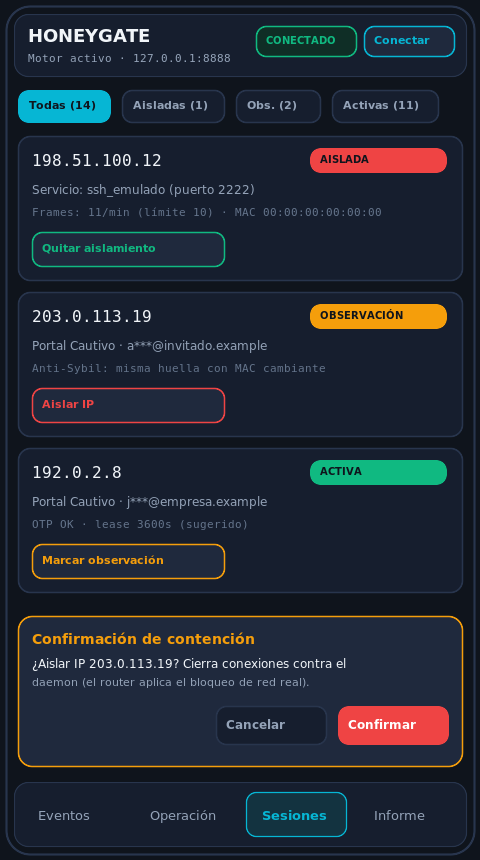 HONEYGATE
Motor activo · 127.0.0.1:8888
CONECTADO
Conectar
Todas (14)
Aisladas (1)
Obs. (2)
Activas (11)
198.51.100.12
AISLADA
Servicio: ssh_emulado (puerto 2222)
Frames: 11/min (límite 10) · MAC 00:00:00:00:00:00
Quitar aislamiento
203.0.113.19
OBSERVACIÓN
Portal Cautivo · a***@invitado.example
Anti-Sybil: misma huella con MAC cambiante
Aislar IP
192.0.2.8
ACTIVA
Portal Cautivo · j***@empresa.example
OTP OK · lease 3600s (sugerido)
Marcar observación
Confirmación de contención
¿Aislar IP 203.0.113.19? Cierra conexiones contra el
daemon (el router aplica el bloqueo de red real).
Cancelar
Confirmar
Eventos
Operación
Sesiones
Informe